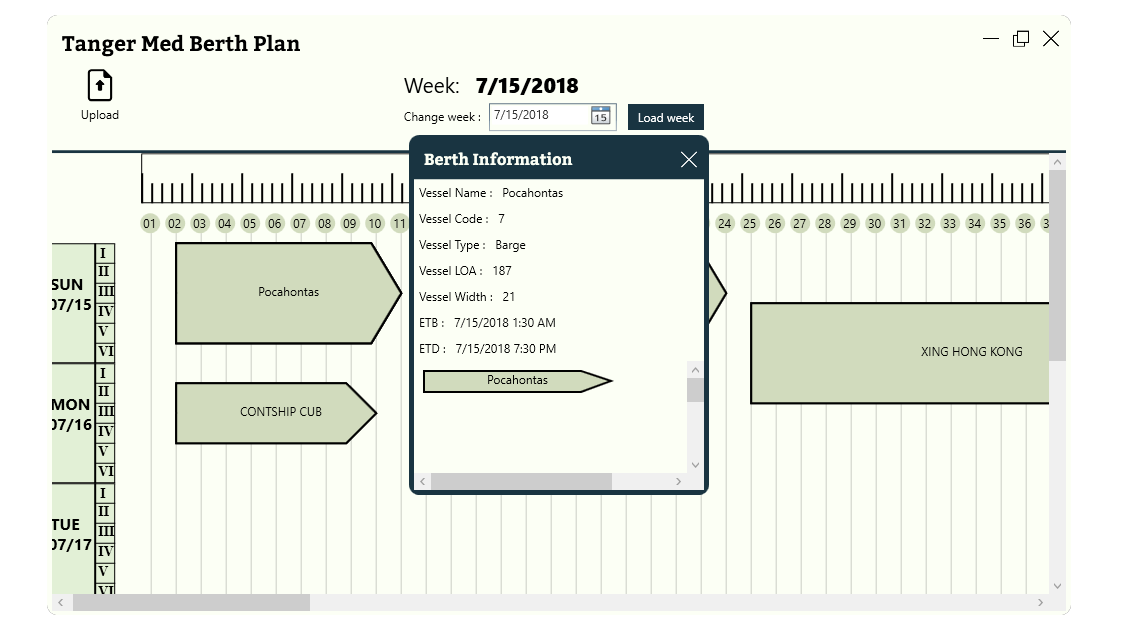 Tanger Med Berth Plan
Upload
Week: 7/15/2018
Change week : 7/15/2018 15 Load week
Berth Information
Vessel Name : Pocahontas
Vessel Code : 7
Vessel Type : Barge
Vessel LOA : 187
Vessel Width : 21
ETB : 7/15/2018 1:30 AM
ETD : 7/15/2018 7:30 PM
Pocahontas
01 02 03 04 05 06 07 08 09 10 11 24 25 26 27 28 29 30 31 32 33 34 35 36
SUN
07/15
I
II
III
IV
V
VI
Pocahontas
XING HONG KONG
MON
07/16
I
II
III
IV
V
VI
CONTSHIP CUB
TUE
07/17
I
II
III
IV
V
VI